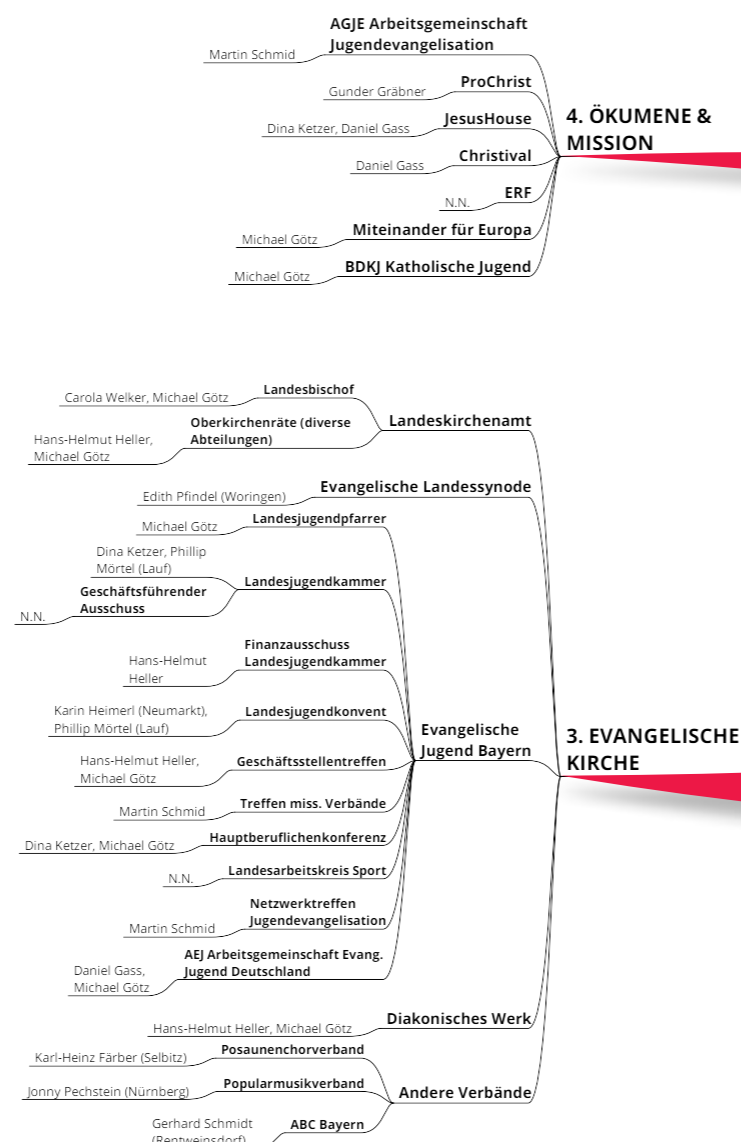 4. ÖKUMENE &
MISSION
AGJE Arbeitsgemeinschaft
Jugendevangelisation
Martin Schmid
ProChrist
Gunder Gräbner
JesusHouse
Dina Ketzer, Daniel Gass
Christival
Daniel Gass
ERF
N.N.
Miteinander für Europa
Michael Götz
BDKJ Katholische Jugend
Michael Götz
3. EVANGELISCHE
KIRCHE
Landeskirchenamt
Landesbischof
Carola Welker, Michael Götz
Oberkirchenräte (diverse
Abteilungen)
Hans-Helmut Heller,
Michael Götz
Evangelische Landessynode
Edith Pfindel (Woringen)
Evangelische
Jugend Bayern
Landesjugendpfarrer
Michael Götz
Landesjugendkammer
Dina Ketzer, Phillip
Mörtel (Lauf)
Geschäftsführender
Ausschuss
N.N.
Finanzausschuss
Landesjugendkammer
Hans-Helmut
Heller
Landesjugendkonvent
Karin Heimerl (Neumarkt),
Phillip Mörtel (Lauf)
Geschäftsstellentreffen
Hans-Helmut Heller,
Michael Götz
Treffen miss. Verbände
Martin Schmid
Hauptberuflichenkonferenz
Dina Ketzer, Michael Götz
Landesarbeitskreis Sport
N.N.
Netzwerktreffen
Jugendevangelisation
Martin Schmid
AEJ Arbeitsgemeinschaft Evang.
Jugend Deutschland
Daniel Gass,
Michael Götz
Diakonisches Werk
Hans-Helmut Heller, Michael Götz
Andere Verbände
Posaunenchorverband
Karl-Heinz Färber (Selbitz)
Popularmusikverband
Jonny Pechstein (Nürnberg)
ABC Bayern
Gerhard Schmidt
(Rentweinsdorf)